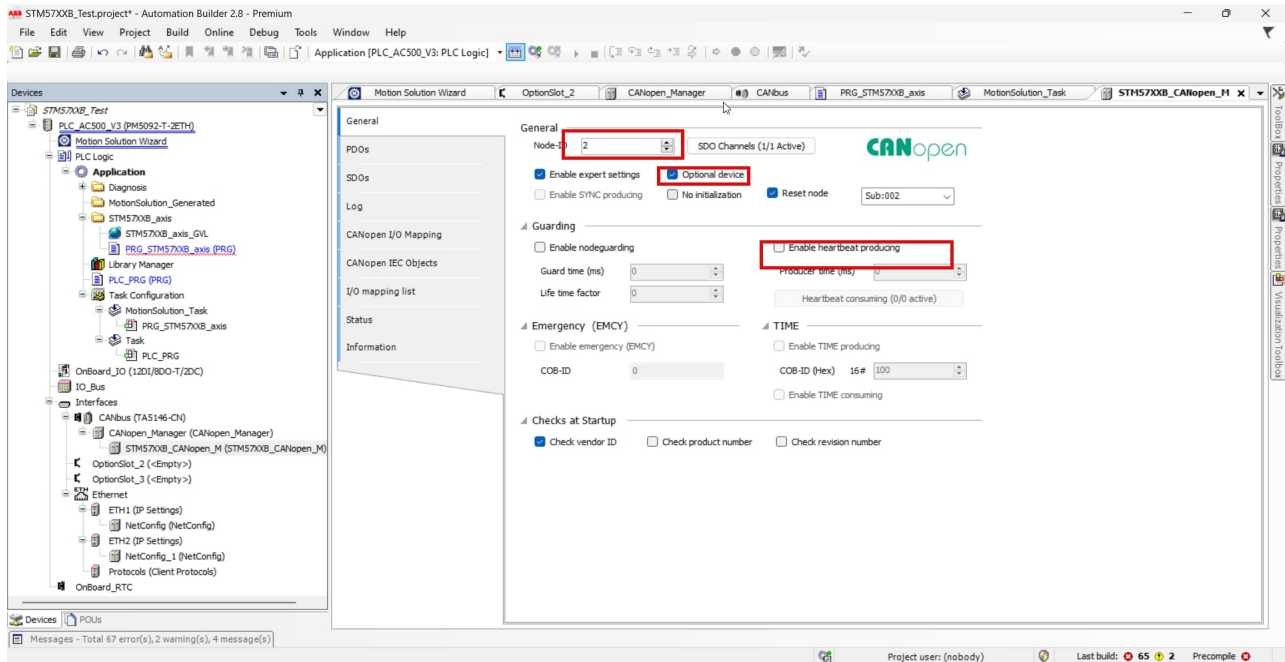 STM57XXB_Test.project* - Automation Builder 2.8 - Premium
File Edit View Project Build Online Debug Tools Window Help
Application [PLC_AC500_V3: PLC Logic]
Devices
STM57XXB_Test
PLC_AC500_V3 (PM5092-T-2ETH)
Motion Solution Wizard
PLC Logic
Application
Diagnosis
MotionSolution_Generated
STM57XXB_axis
STM57XXB_axis_GVL
PRG_STM57XXB_axis (PRG)
Library Manager
PLC_PRG (PRG)
Task Configuration
MotionSolution_Task
PRG_STM57XXB_axis
Task
PLC_PRG
OnBoard_IO (12DI/8DO-T/2DC)
IO_Bus
Interfaces
CANbus (TA5146-CN)
CANopen_Manager (CANopen_Manager)
STM57XXB_CANopen_M (STM57XXB_CANopen_M)
OptionSlot_2 (<Empty>)
OptionSlot_3 (<Empty>)
Ethernet
ETH1 (IP Settings)
NetConfig (NetConfig)
ETH2 (IP Settings)
NetConfig_1 (NetConfig)
Protocols (Client Protocols)
OnBoard_RTC
Devices POUs
Motion Solution Wizard OptionSlot_2 CANopen_Manager CANbus PRG_STM57XXB_axis MotionSolution_Task STM57XXB_CANopen_M
General
PDOs
SDOs
Log
CANopen I/O Mapping
CANopen IEC Objects
I/O mapping list
Status
Information
General
Node-ID 2 SDO Channels (1/1 Active) CANopen
Enable expert settings Optional device
Enable SYNC producing No initialization Reset node Sub:002
Guarding
Enable nodeguarding Enable heartbeat producing
Guard time (ms) 0 Producer time (ms) 0
Life time factor 0 Heartbeat consuming (0/0 active)
Emergency (EMCY) TIME
Enable emergency (EMCY) Enable TIME producing
COB-ID 0 COB-ID (Hex) 16# 100
Enable TIME consuming
Checks at Startup
Check vendor ID Check product number Check revision number
ToolBox
Properties
Properties
Visualization Toolbox
Messages - Total 67 error(s), 2 warning(s), 4 message(s)
Project user: (nobody) Last build: 65 2 Precompile